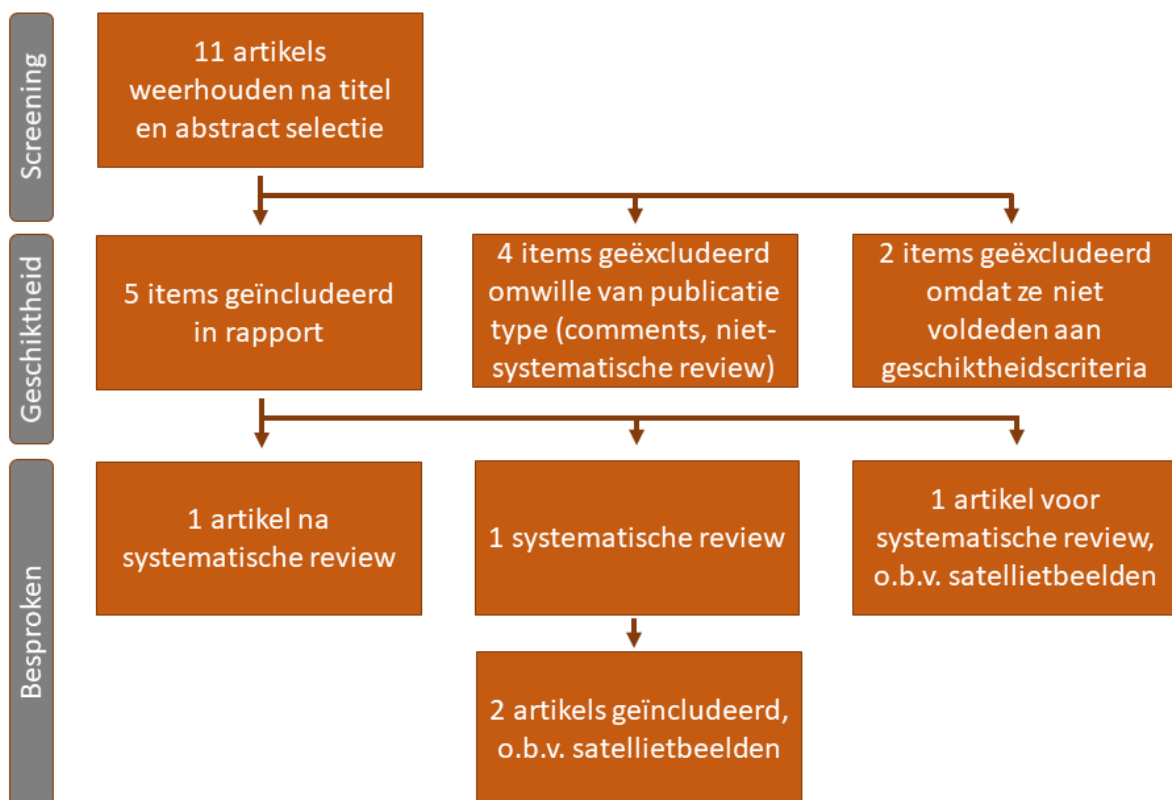 Screening
11 artikels
weerhouden na titel
en abstract selectie
Geschiktheid
5 items geïncludeerd
in rapport
4 items geëxcludeerd
omwille van publicatie
type (comments, niet-
systematische review)
2 items geëxcludeerd
omdat ze niet
voldeden aan
geschiktheidscriteria
Besproken
1 artikel na
systematische review
1 systematische review
1 artikel voor
systematische review,
o.b.v. satellietbeelden
2 artikels geïncludeerd,
o.b.v. satellietbeelden